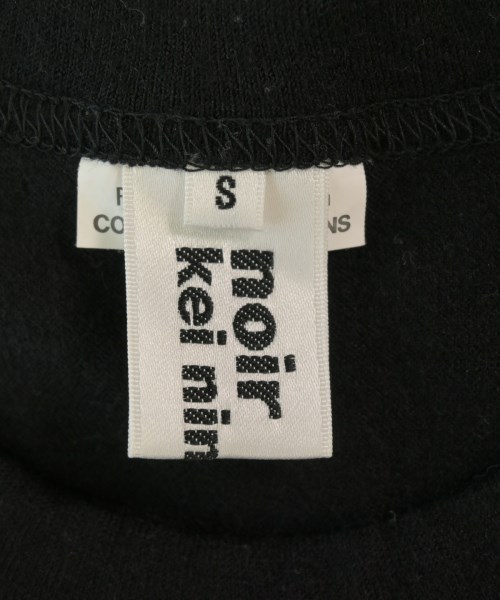 S
noir
kei nin